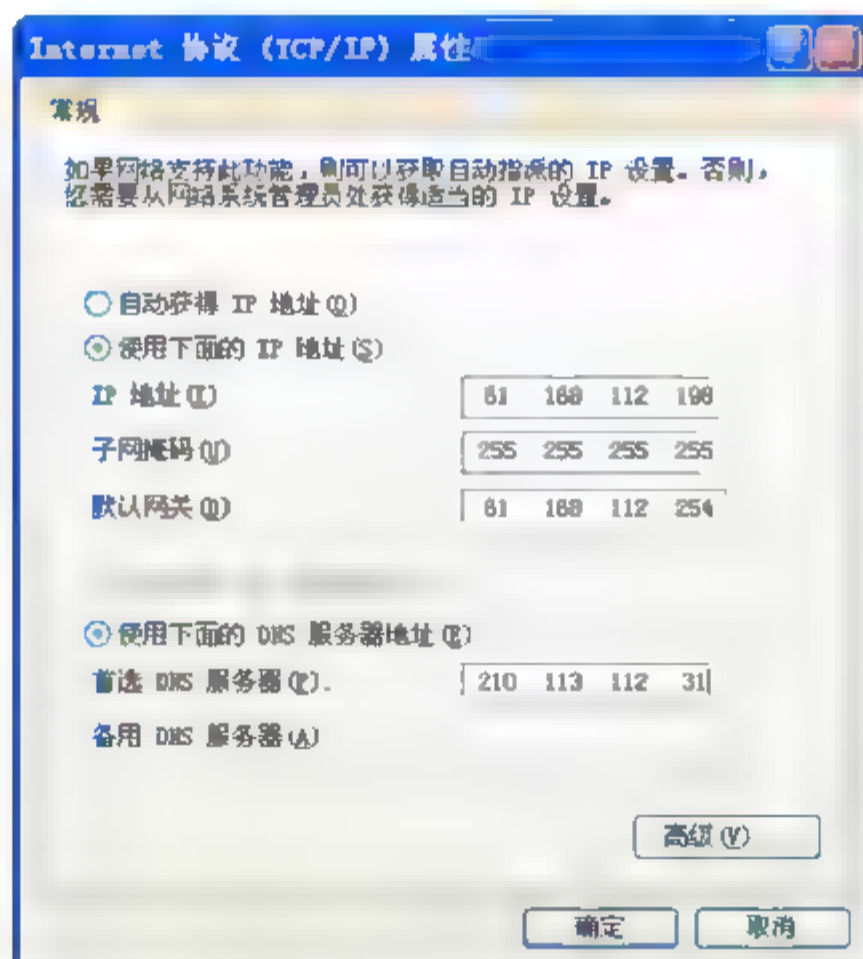 Internet 协议 (TCP/IP) 属性
常规
如果网络支持此功能，则可以获取自动指派的 IP 设置。否则，
您需要从网络系统管理员处获得适当的 IP 设置。
自动获得 IP 地址(O)
使用下面的 IP 地址(S)
IP 地址(I) 61 168 112 198
子网掩码(U) 255 255 255 255
默认网关(D) 61 168 112 254
使用下面的 DNS 服务器地址(E)
首选 DNS 服务器(P). 210 113 112 31
备用 DNS 服务器(A)
高级(V)
确定 取消